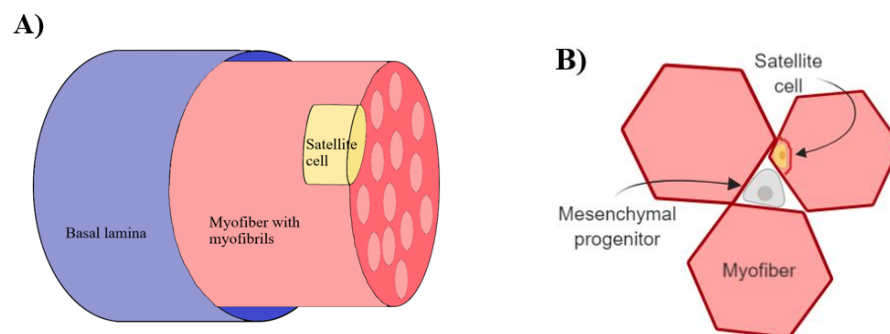 A)
Basal lamina
Myofiber with
myofibrils
Satellite
cell
B)
Satellite
cell
Mesenchymal
progenitor
Myofiber